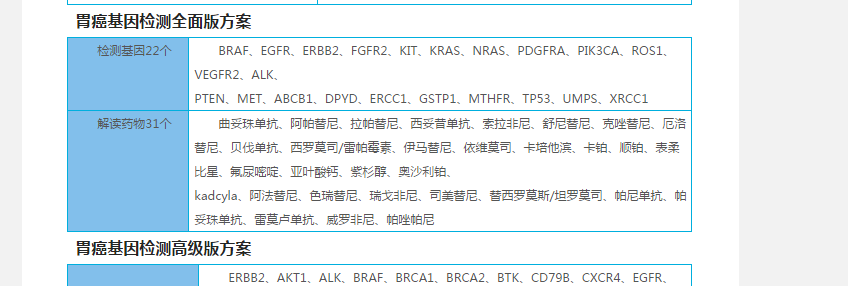 胃癌基因检测全面版方案
检测基因22个
BRAF、EGFR、ERBB2、FGFR2、KIT、KRAS、NRAS、PDGFRA、PIK3CA、ROS1、
VEGFR2、ALK、
PTEN、MET、ABCB1、DPYD、ERCC1、GSTP1、MTHFR、TP53、UMPS、XRCC1
解读药物31个
曲妥珠单抗、阿帕替尼、拉帕替尼、西妥昔单抗、索拉非尼、舒尼替尼、克唑替尼、厄洛
替尼、贝伐单抗、西罗莫司/雷帕霉素、伊马替尼、依维莫司、卡培他滨、卡铂、顺铂、表柔
比星、氟尿嘧啶、亚叶酸钙、紫杉醇、奥沙利铂、
kadcyla、阿法替尼、色瑞替尼、瑞戈非尼、司美替尼、替西罗莫斯/坦罗莫司、帕尼单抗、帕
妥珠单抗、雷莫卢单抗、威罗非尼、帕唑帕尼
胃癌基因检测高级版方案
ERBB2、AKT1、ALK、BRAF、BRCA1、BRCA2、BTK、CD79B、CXCR4、EGFR、